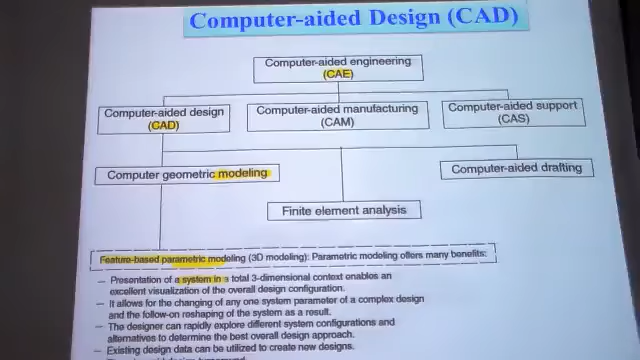 Computer-aided Design (CAD)
Computer-aided engineering
(CAE)
Computer-aided design
(CAD)
Computer-aided manufacturing
(CAM)
Computer-aided support
(CAS)
Computer geometric modeling
Computer-aided drafting
Finite element analysis
Feature-based parametric modeling (3D modeling): Parametric modeling offers many benefits:
— Presentation of a system in a total 3-dimensional context enables an
excellent visualization of the overall design configuration.
— It allows for the changing of any one system parameter of a complex design
and the follow-on reshaping of the system as a result.
— The designer can rapidly explore different system configurations and
alternatives to determine the best overall design approach.
— Existing design data can be utilized to create new designs.